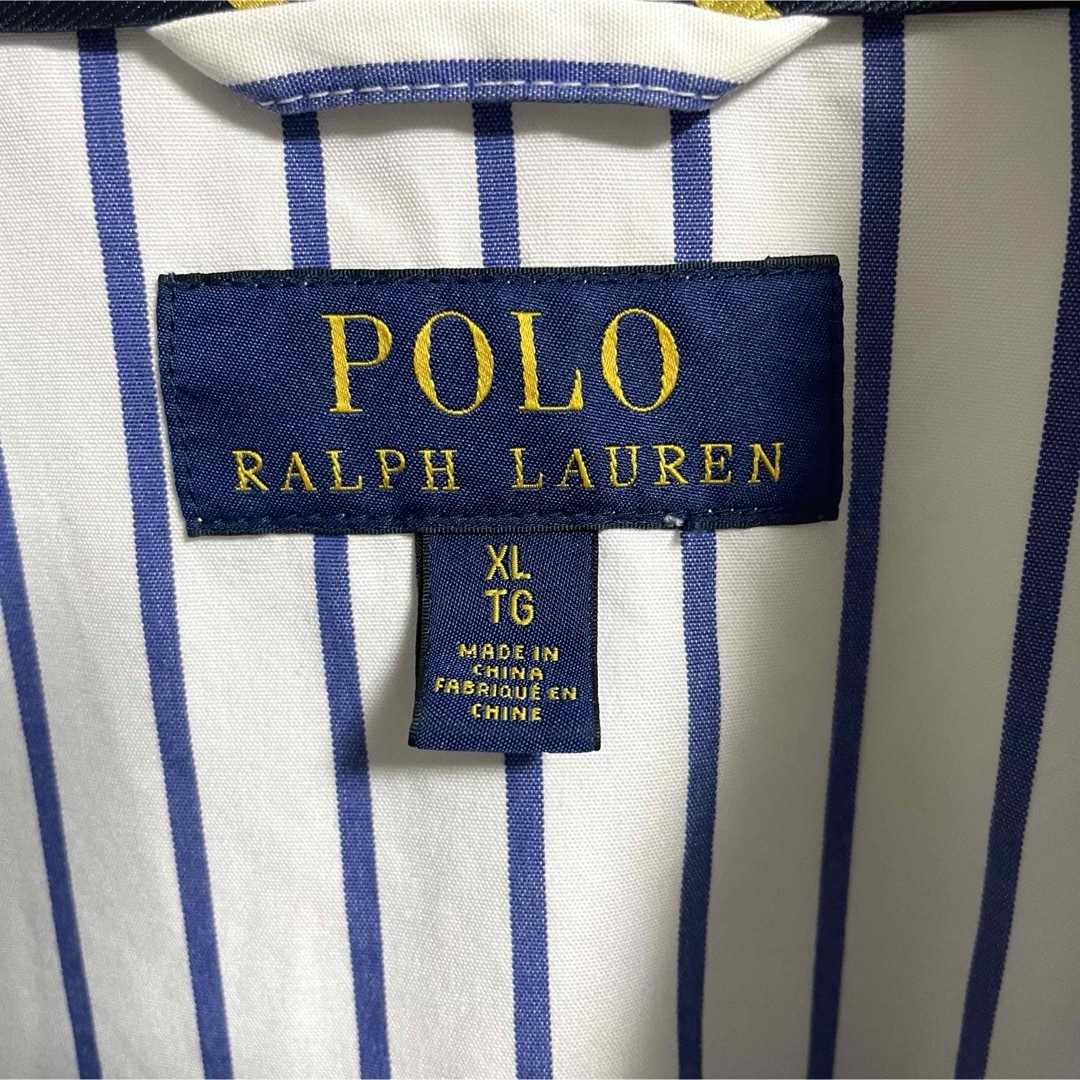 POLO
RALPH LAUREN
XL
TG
MADE IN
CHINA
FABRIQUÉ EN
CHINE